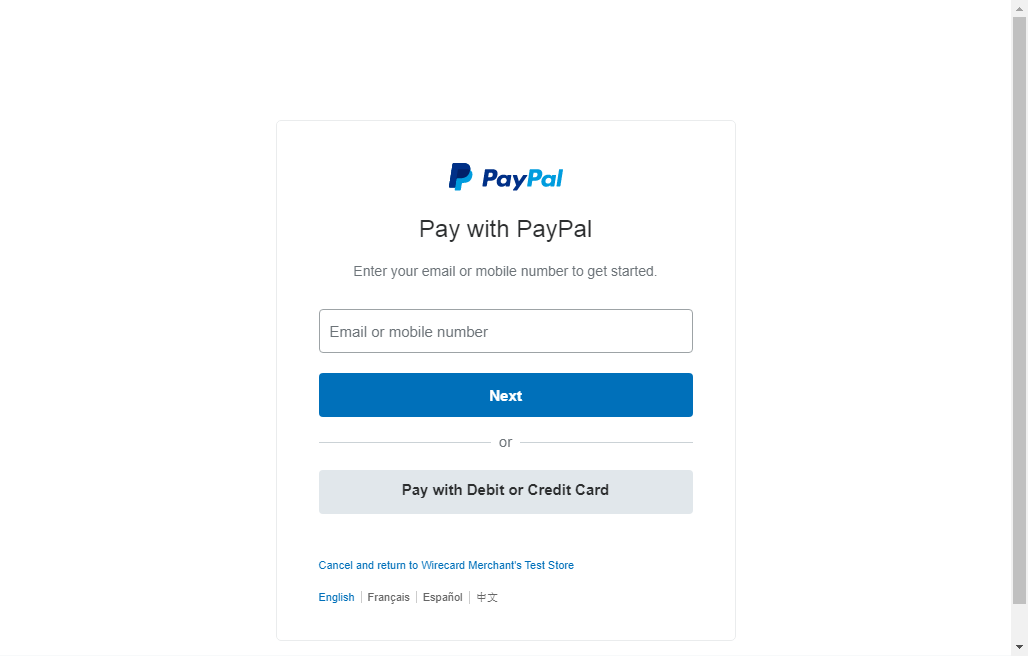 PayPal
Pay with PayPal
Enter your email or mobile number to get started.
Email or mobile number
Next
or
Pay with Debit or Credit Card
Cancel and return to Wirecard Merchant's Test Store
English Français Español 中文